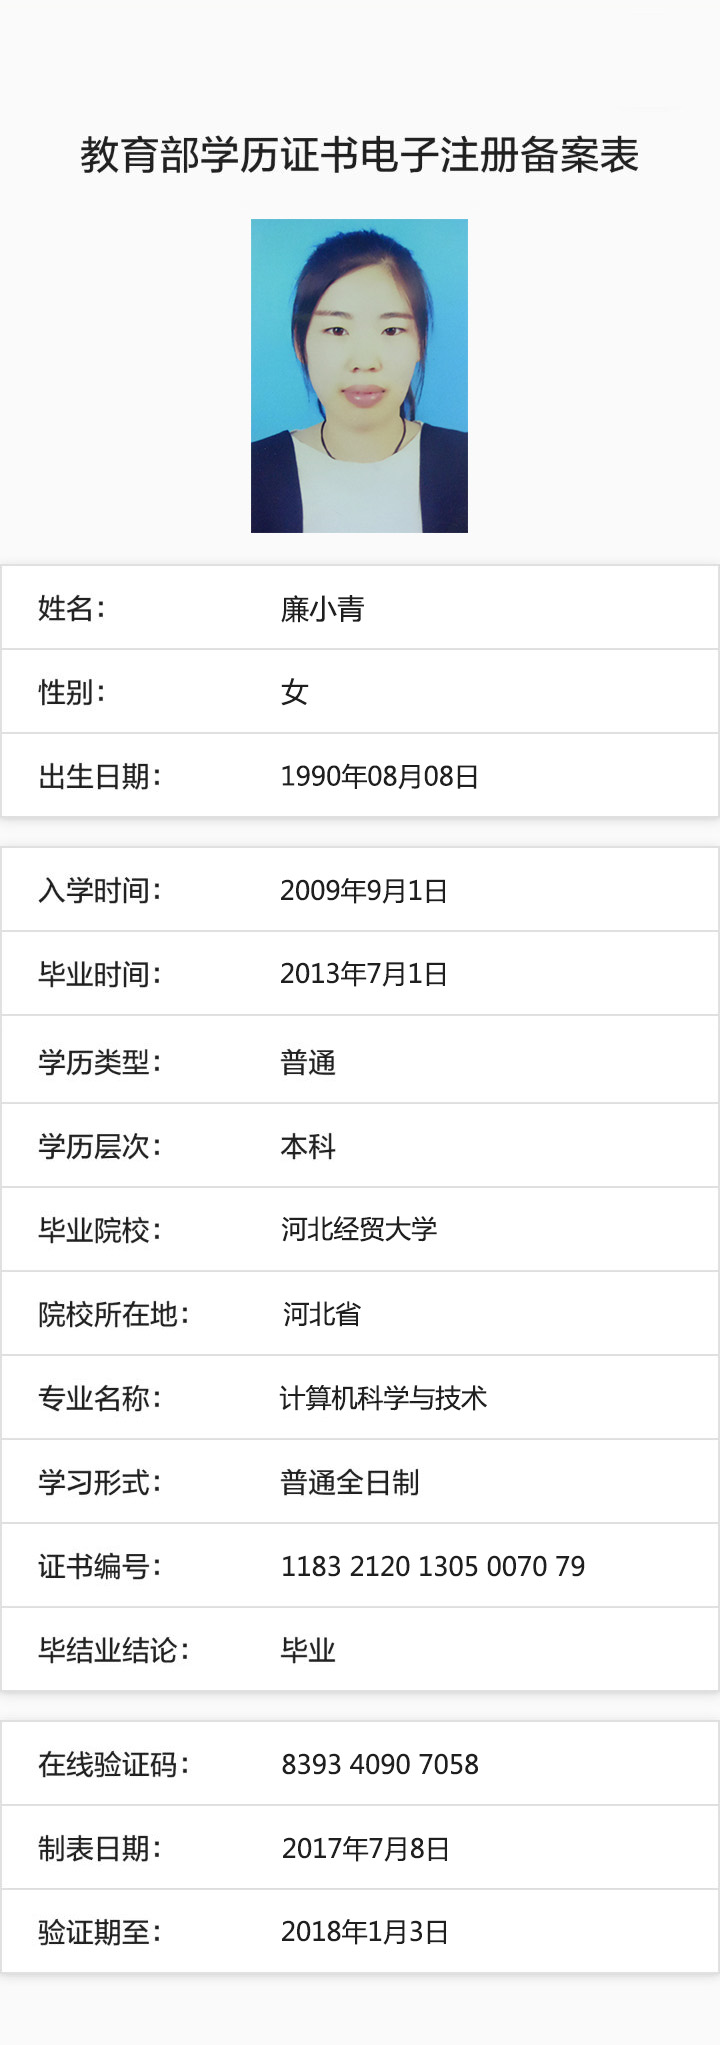 教育部学历证书电子注册备案表
姓名： 廉小青
性别： 女
出生日期： 1990年08月08日
入学时间： 2009年9月1日
毕业时间： 2013年7月1日
学历类型： 普通
学历层次： 本科
毕业院校： 河北经贸大学
院校所在地： 河北省
专业名称： 计算机科学与技术
学习形式： 普通全日制
证书编号： 1183 2120 1305 0070 79
毕结业结论： 毕业
在线验证码： 8393 4090 7058
制表日期： 2017年7月8日
验证期至： 2018年1月3日